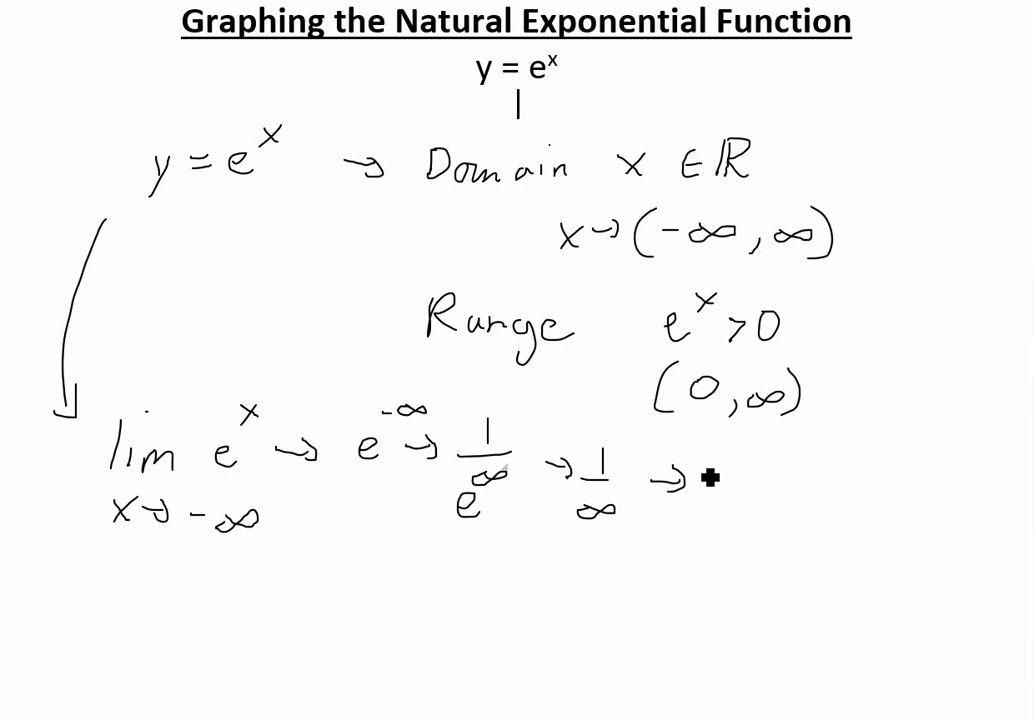 Graphing the Natural Exponential Function
y = eˣ
|
y = eˣ → Domain x ∈ ℝ
x → (-∞, ∞)
Range eˣ > 0
(0, ∞)
lim eˣ → e^-∞ → 1/e^∞ → 1/∞ →
x → -∞